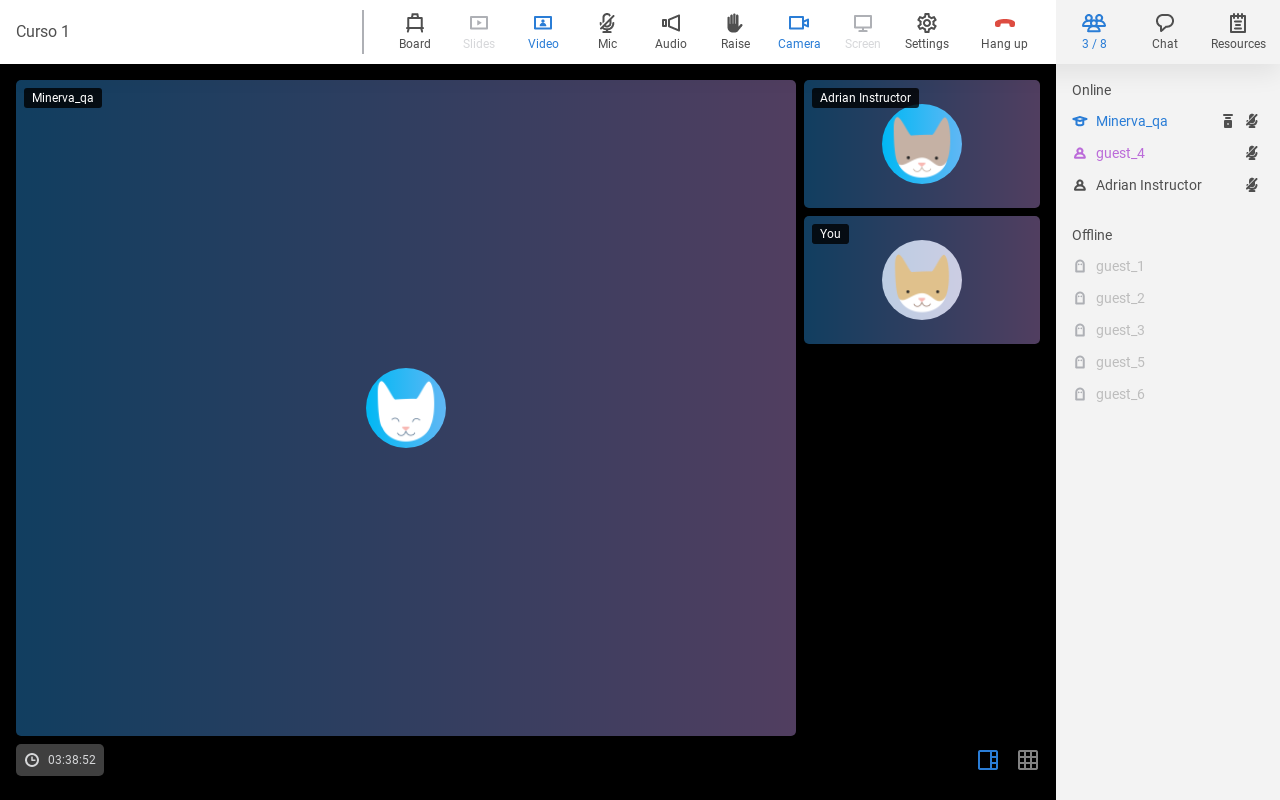 Curso 1
Board
Slides
Video
Mic
Audio
Raise
Camera
Screen
Settings
Hang up
3 / 8
Chat
Resources
Minerva_qa
Adrian Instructor
You
03:38:52
Online
Minerva_qa
guest_4
Adrian Instructor
Offline
guest_1
guest_2
guest_3
guest_5
guest_6